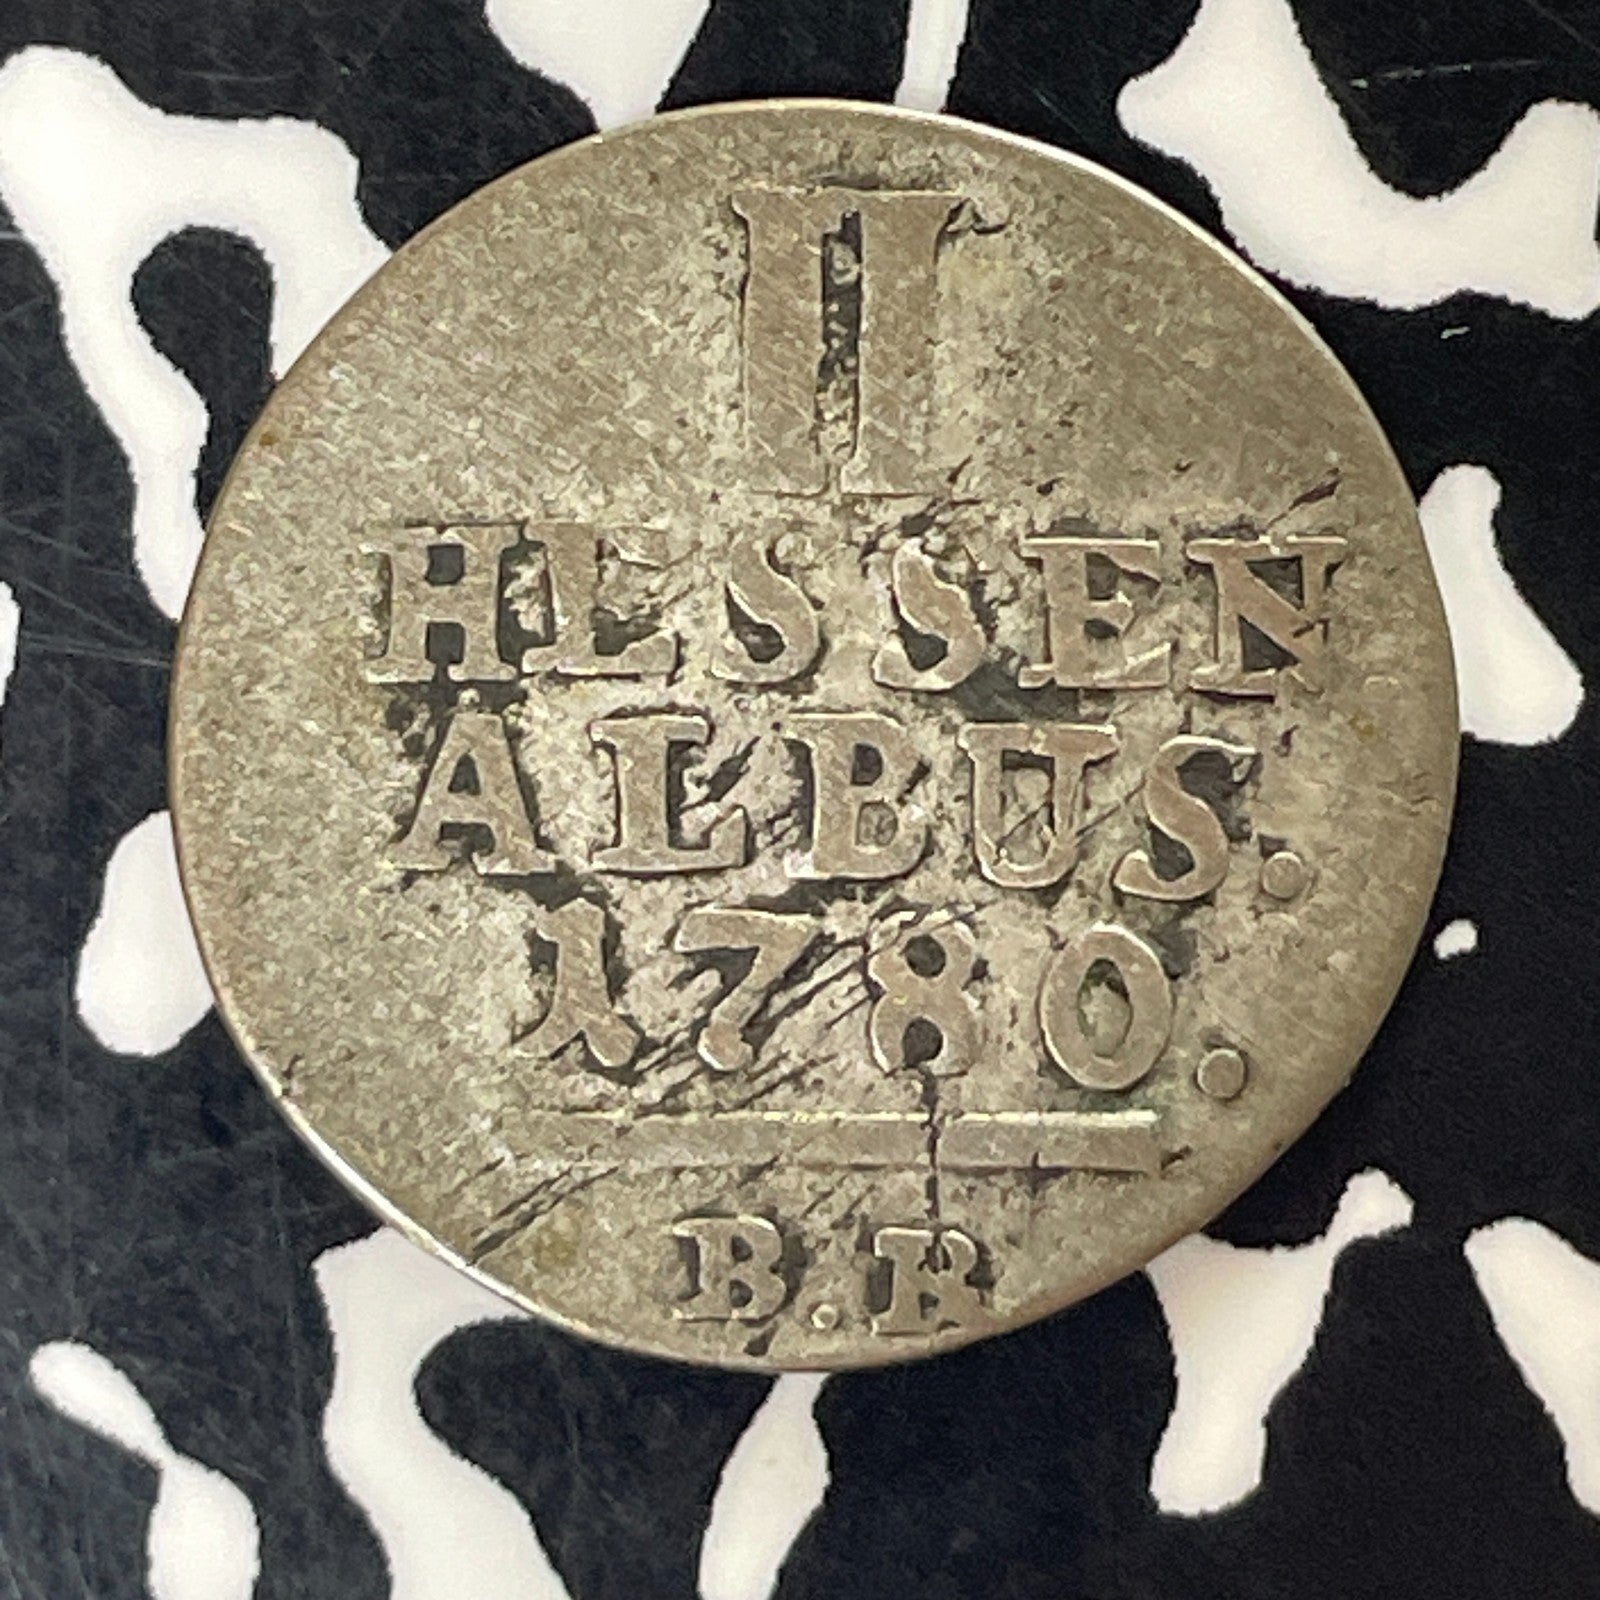 II
HESSEN
ALBUS.
1780.
B.R